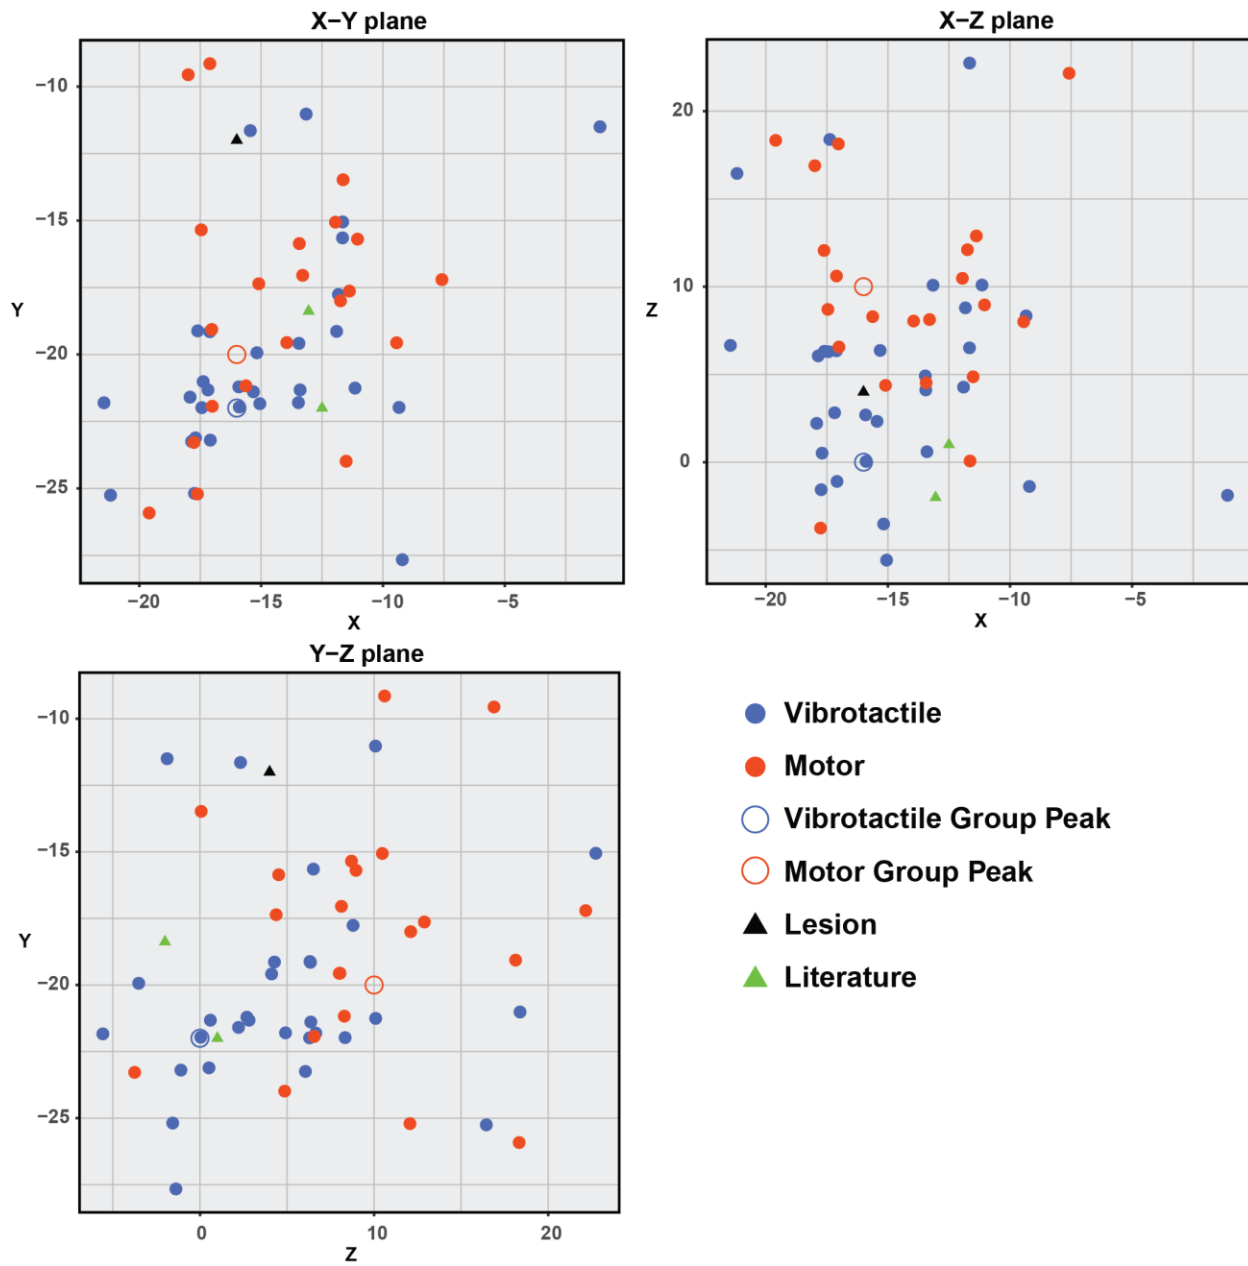 X−Y plane
−10
−15
Y
−20
−25
−20
−15
−10
−5
X
X−Z plane
20
Z
10
0
−20
−15
−10
−5
X
Y−Z plane
−10
−15
Y
−20
−25
0
10
20
Z
Vibrotactile
Motor
Vibrotactile Group Peak
Motor Group Peak
Lesion
Literature